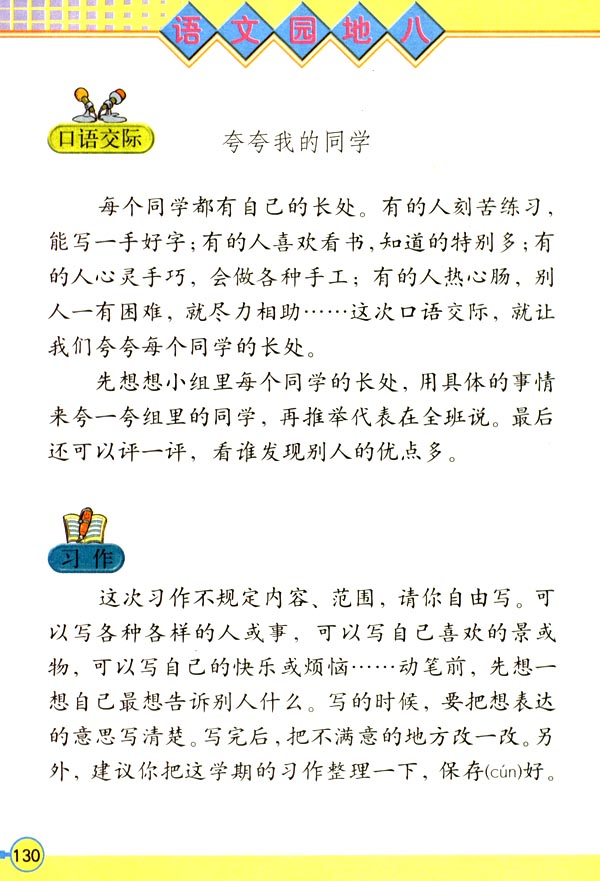 语文园地八
口语交际
夸夸我的同学
每个同学都有自己的长处。有的人刻苦练习，
能写一手好字；有的人喜欢看书，知道的特别多；有
的人心灵手巧，会做各种手工；有的人热心肠，别
人一有困难，就尽力相助……这次口语交际，就让
我们夸夸每个同学的长处。
先想想小组里每个同学的长处，用具体的事情
来夸一夸组里的同学，再推举代表在全班说。最后
还可以评一评，看谁发现别人的优点多。
习作
这次习作不规定内容、范围，请你自由写。可
以写各种各样的人或事，可以写自己喜欢的景或
物，可以写自己的快乐或烦恼……动笔前，先想一
想自己最想告诉别人什么。写的时候，要把想表达
的意思写清楚。写完后，把不满意的地方改一改。另
外，建议你把这学期的习作整理一下，保存(cún)好。
130